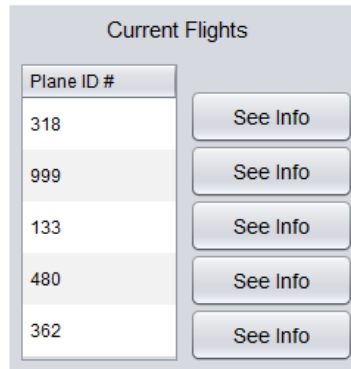 Current Flights
Plane ID #
318 See Info
999 See Info
133 See Info
480 See Info
362 See Info